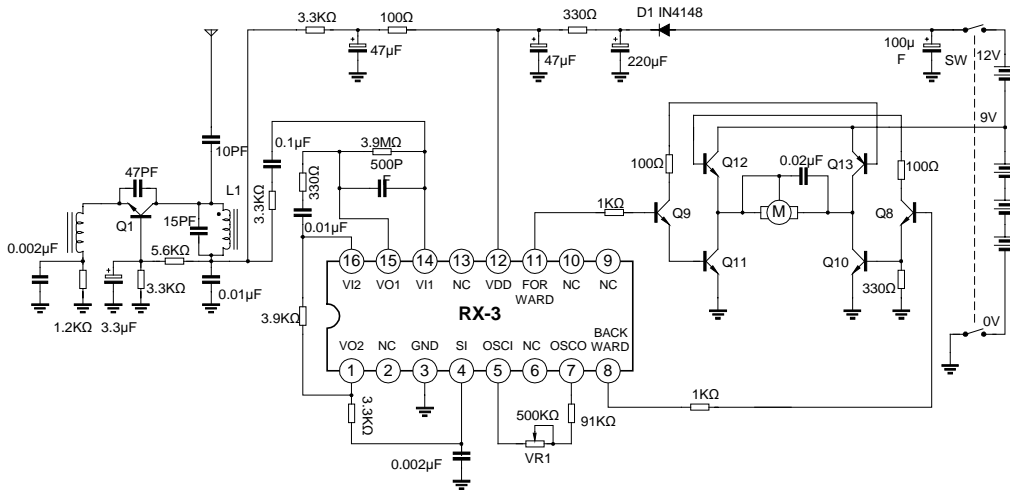 3.3KΩ
100Ω
330Ω
D1 IN4148
47μF
47μF
220μF
100μ
F
SW
12V
9V
0V
10PF
0.1μF
3.9MΩ
500P
F
330Ω
0.01μF
3.3KΩ
47PF
Q1
15PF
L1
5.6KΩ
0.002μF
1.2KΩ
3.3μF
3.3KΩ
0.01μF
100Ω
Q12
0.02μF
Q13
100Ω
M
1KΩ
Q9
Q8
Q11
Q10
330Ω
16
15
14
13
12
11
10
9
VI2
VO1
VI1
NC
VDD
FOR
WARD
NC
NC
RX-3
3.9KΩ
VO2
NC
GND
SI
OSCI
NC
OSCO
BACK
WARD
1
2
3
4
5
6
7
8
3.3KΩ
0.002μF
500KΩ
VR1
91KΩ
1KΩ